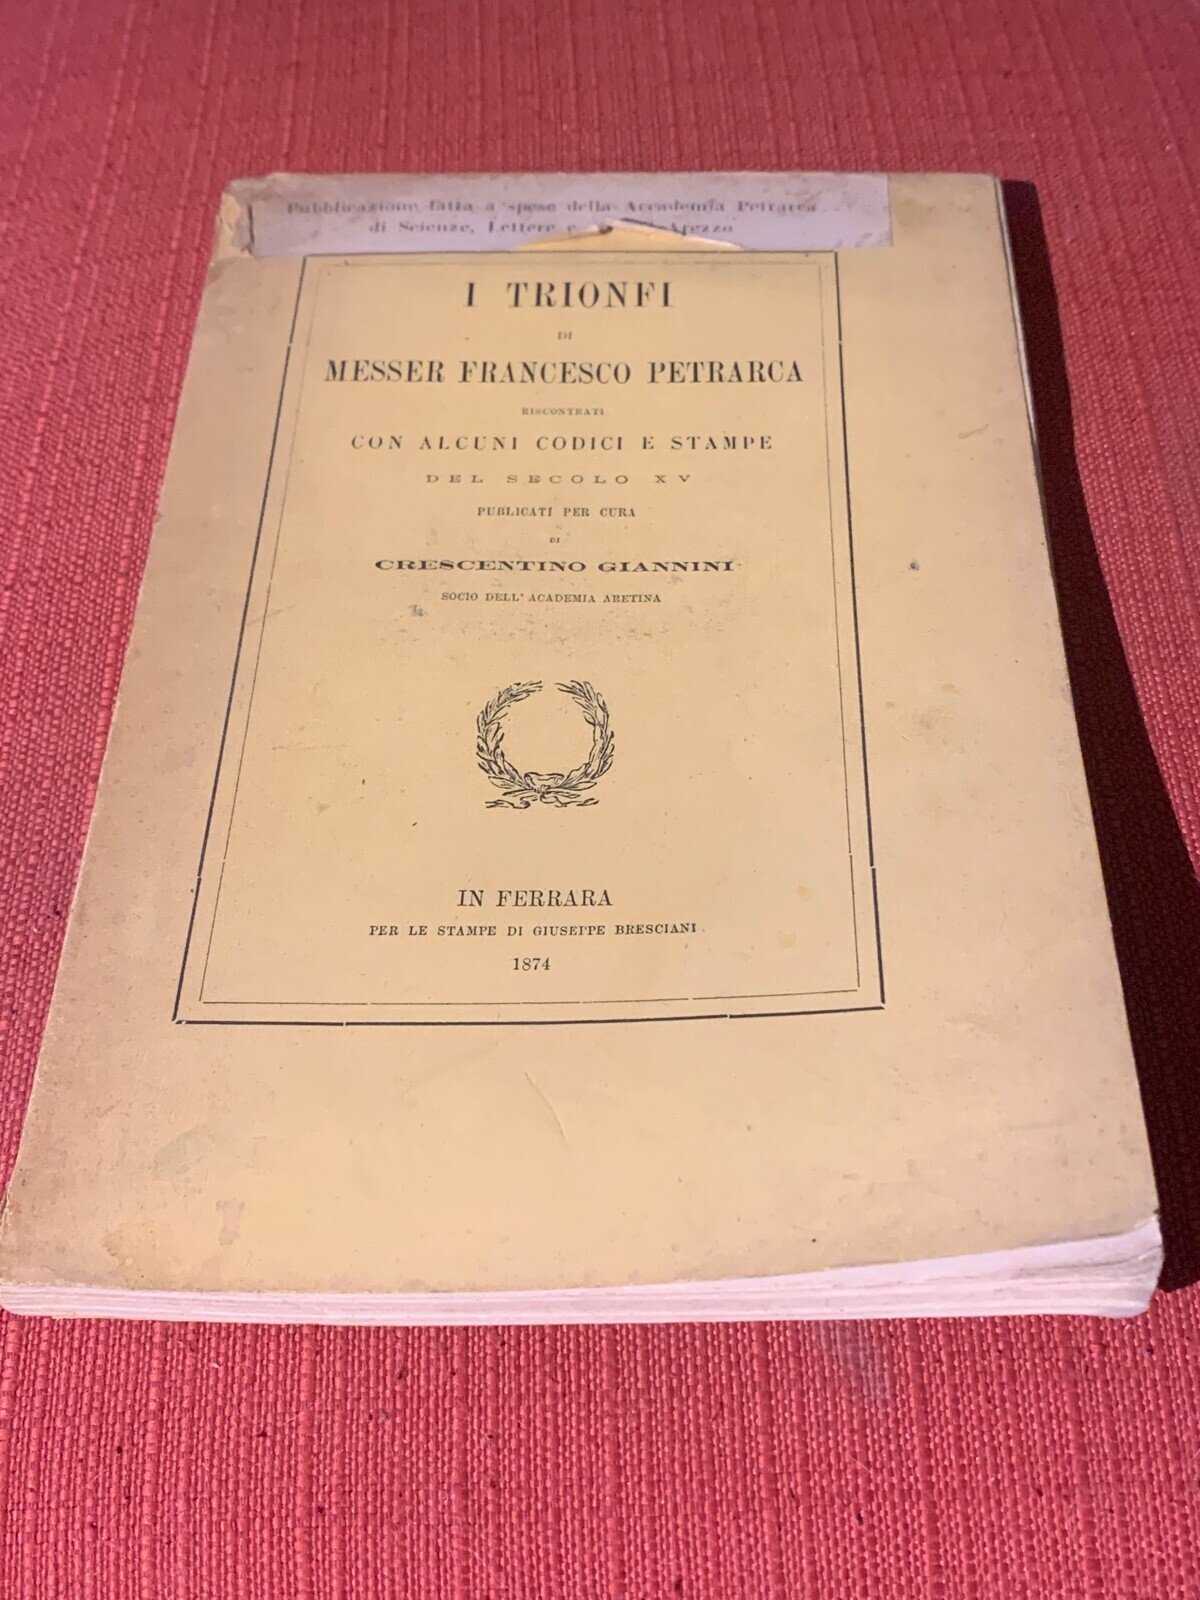 Pubblicazione fatta a spese della Accademia Petrarca
di Scienze, Lettere e Arezzo
I TRIONFI
DI
MESSER FRANCESCO PETRARCA
RISCONTRATI
CON ALCUNI CODICI E STAMPE
DEL SECOLO XV
PUBLICATI PER CURA
DI
CRESCENTINO GIANNINI
SOCIO DELL' ACADEMIA ARETINA
IN FERRARA
PER LE STAMPE DI GIUSEPPE BRESCIANI
1874